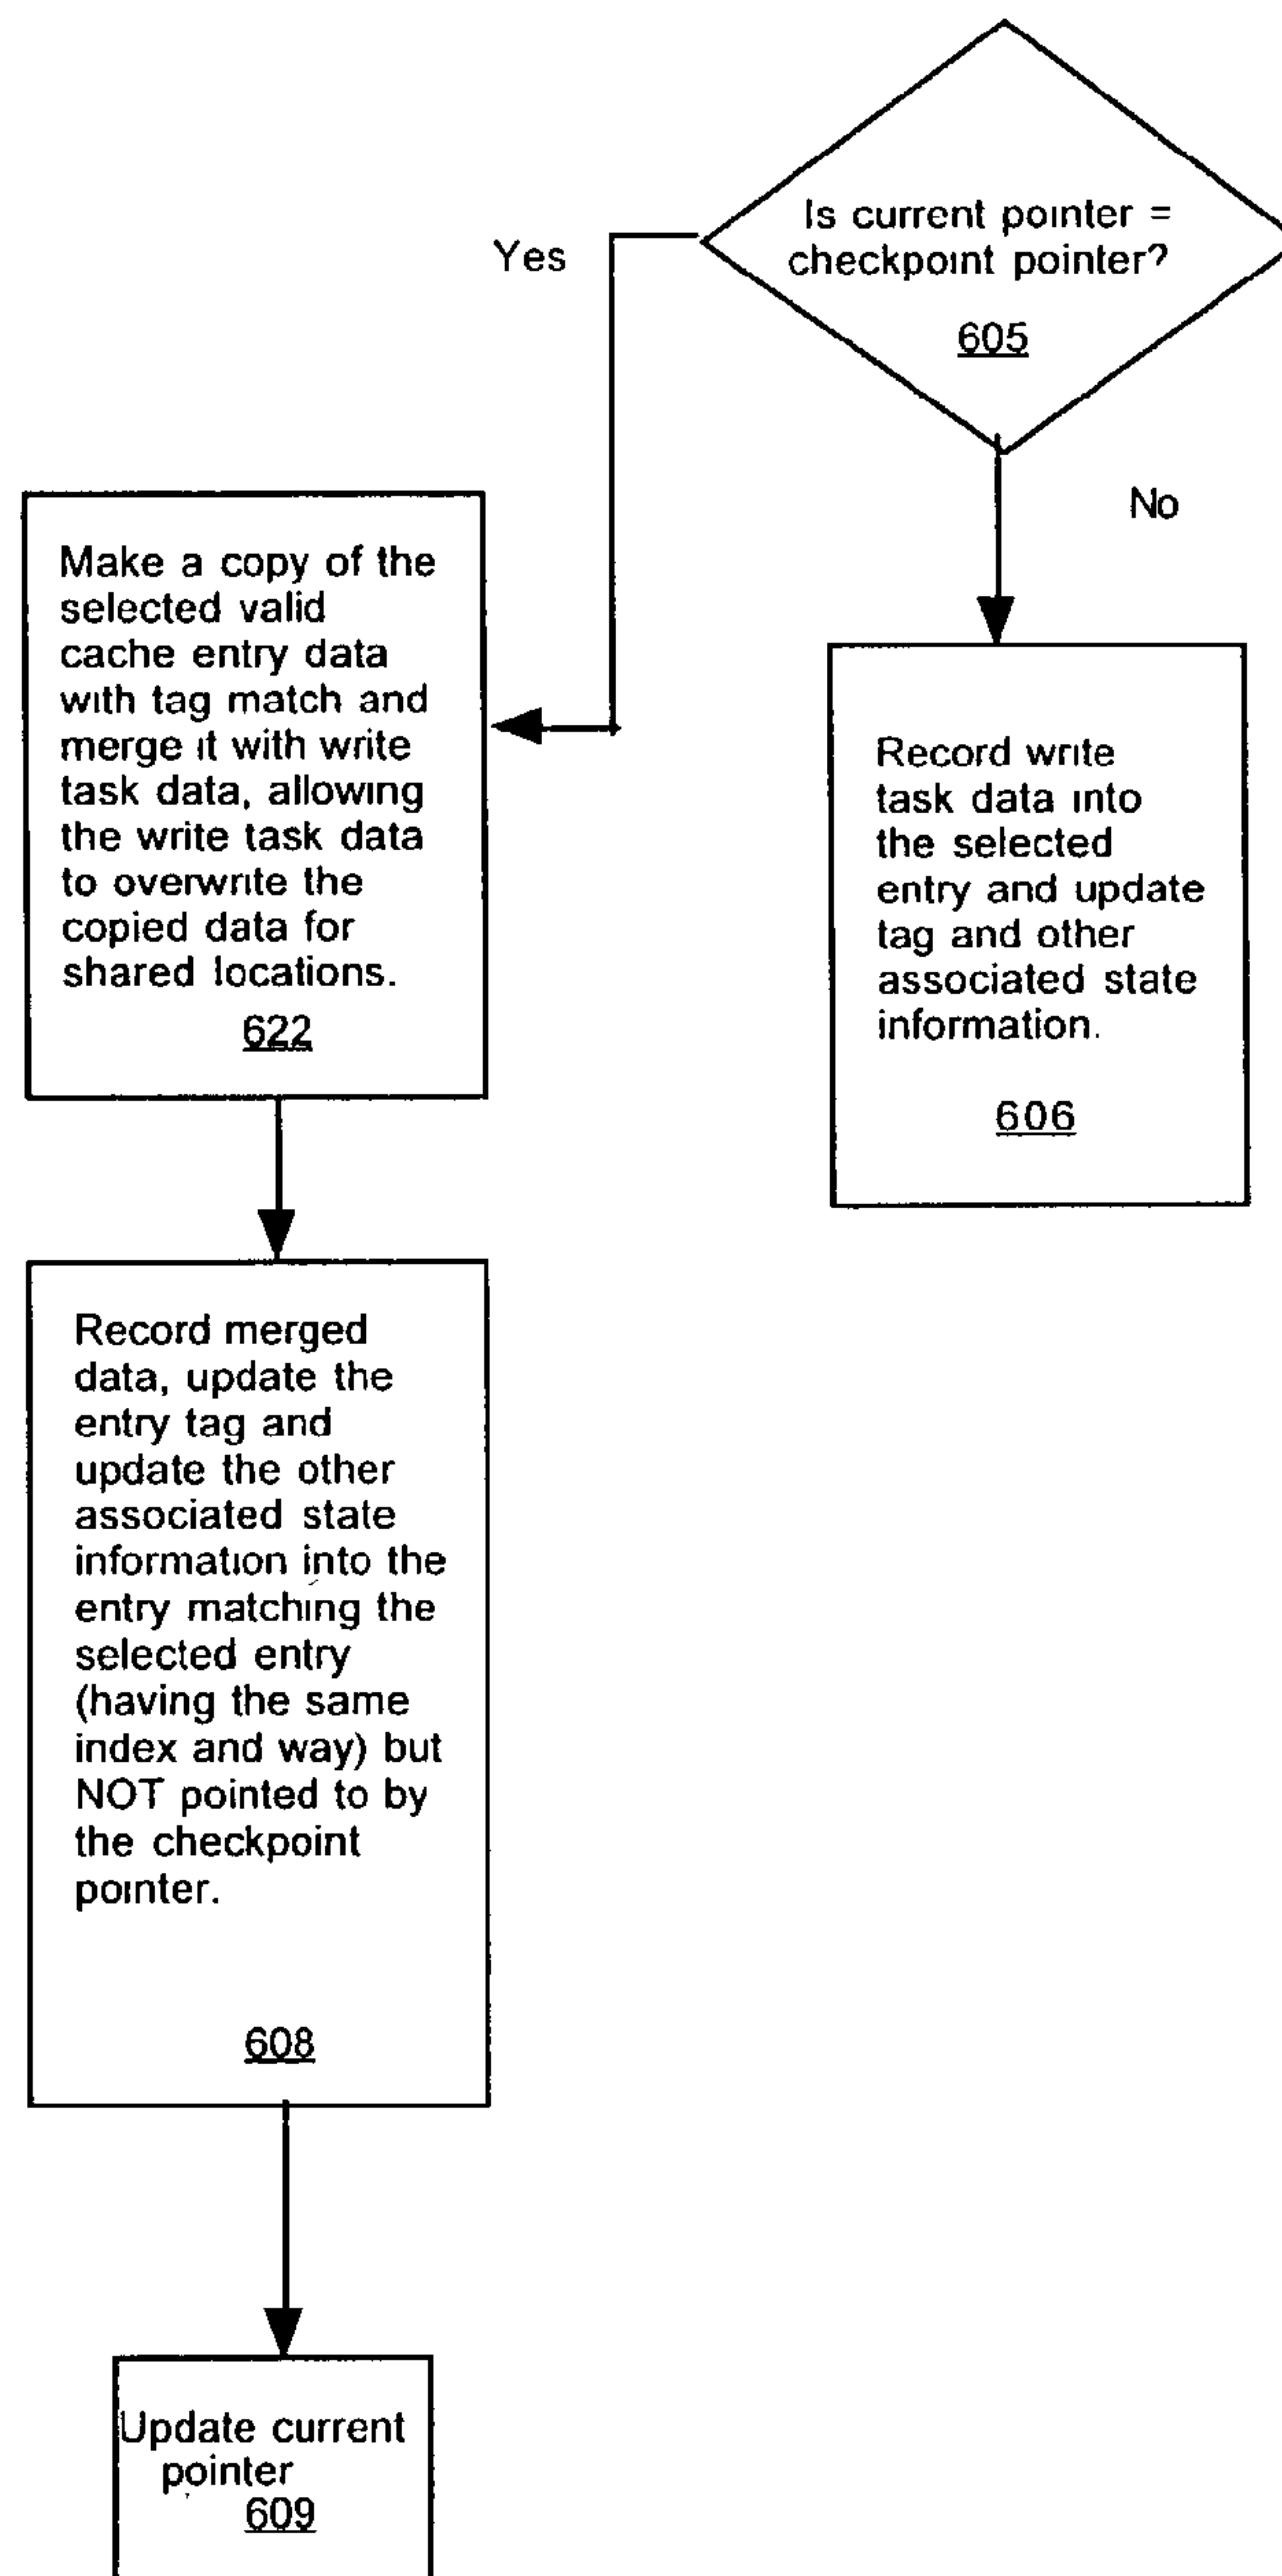 Is current pointer =
checkpoint pointer?
605
Yes
No
Make a copy of the
selected valid
cache entry data
with tag match and
merge it with write
task data, allowing
the write task data
to overwrite the
copied data for
shared locations.
622
Record write
task data into
the selected
entry and update
tag and other
associated state
information.
606
Record merged
data, update the
entry tag and
update the other
associated state
information into the
entry matching the
selected entry
(having the same
index and way) but
NOT pointed to by
the checkpoint
pointer.
608
Update current
pointer
609